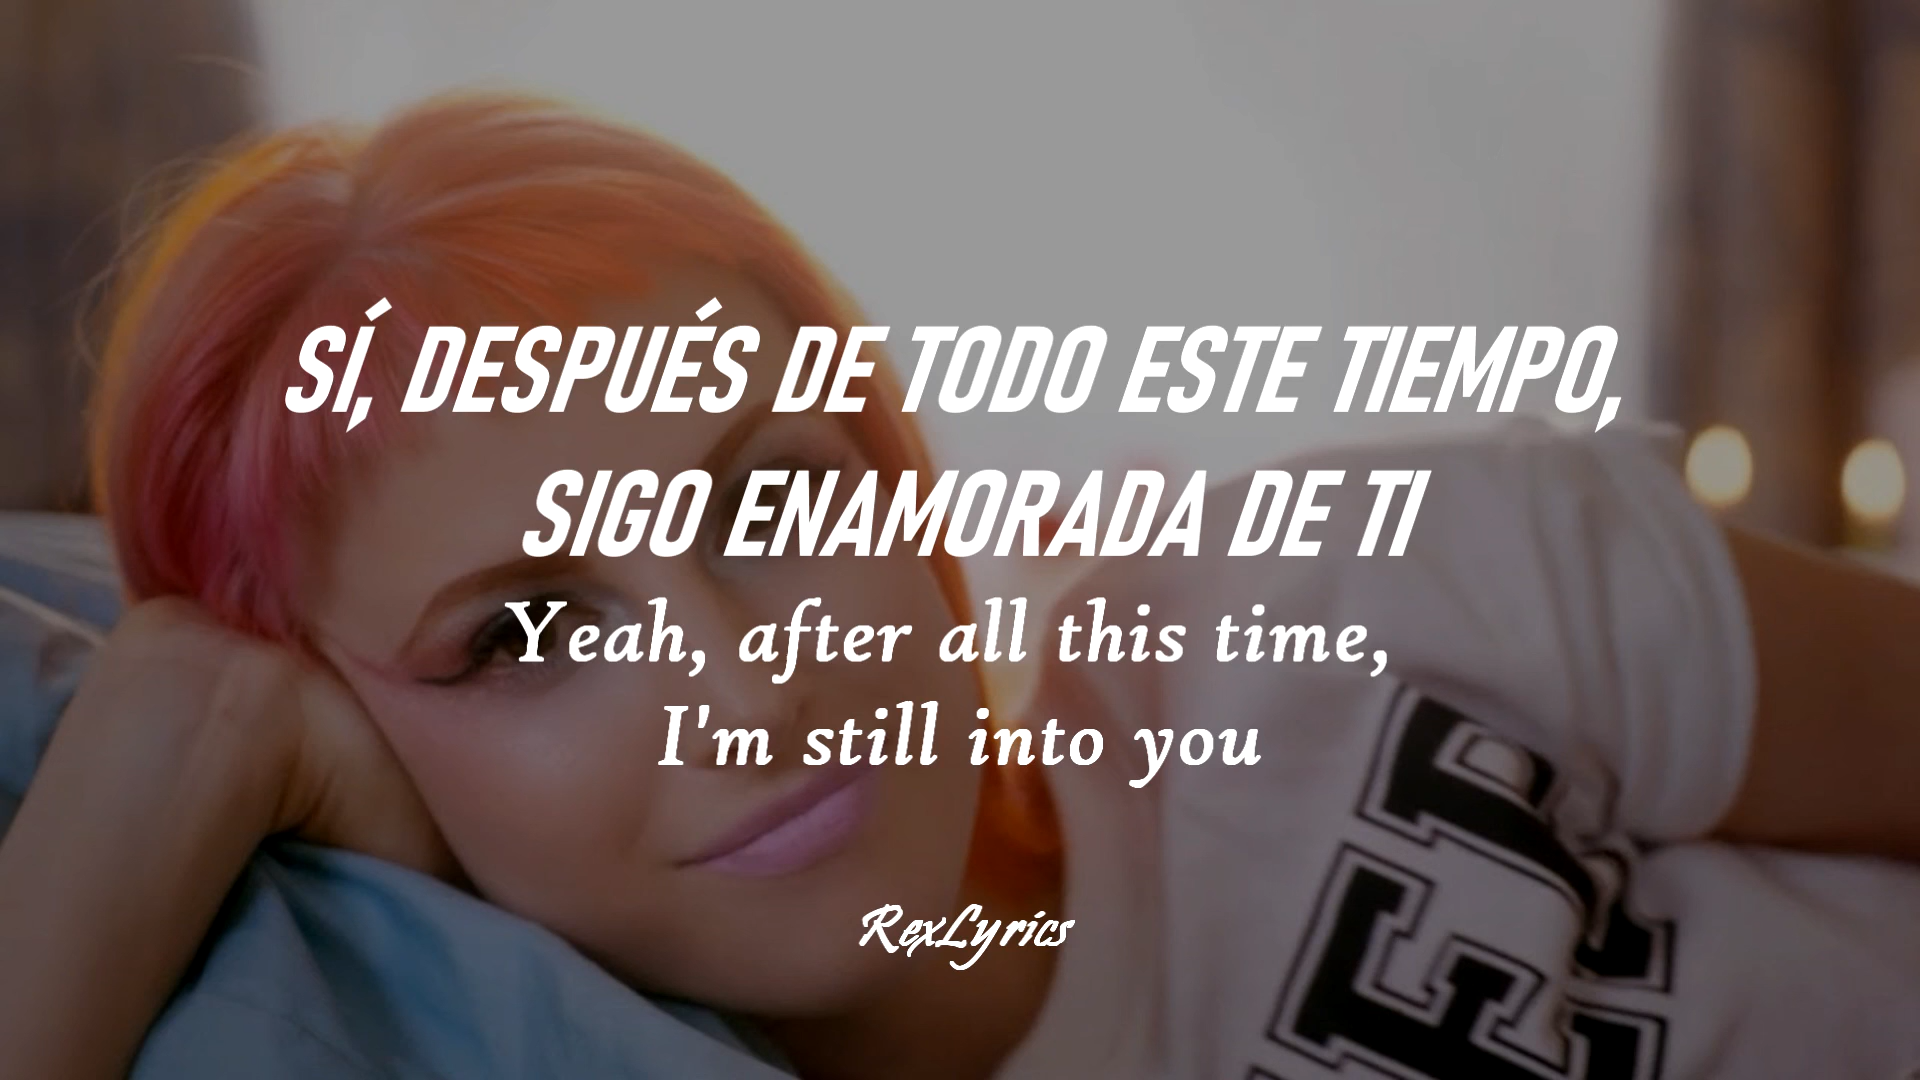 SÍ, DESPUÉS DE TODO ESTE TIEMPO,
SIGO ENAMORADA DE TI
Yeah, after all this time,
I'm still into you
RexLyrics